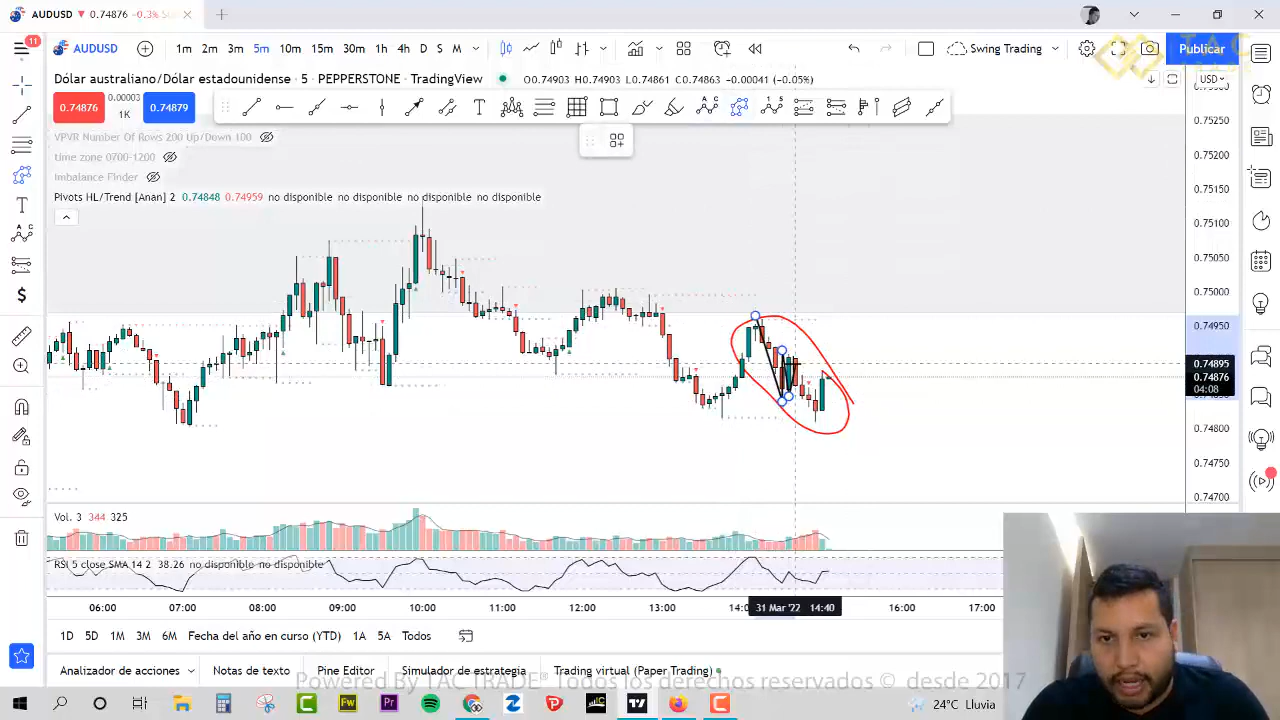 AUDUSD ▼ 0.74876 −0.3%
11
AUDUSD
1m 2m 3m 5m 10m 15m 30m 1h 4h D S M
Swing Trading
Publicar
Dólar australiano/Dólar estadounidense · 5 · PEPPERSTONE · TradingView
O0.74903 H0.74903 L0.74861 C0.74863 −0.00041 (−0.05%)
0.74876
0.00003
1K
0.74879
VPVR Number Of Rows 200 Up/Down 100
time zone 0700-1200
Imbalance Finder
Pivots HL/Trend [Anan] 2 0.74848 0.74959 no disponible no disponible no disponible no disponible
0.75250
0.75200
0.75150
0.75100
0.75050
0.75000
0.74950
0.74895
0.74876
04:08
0.74800
0.74750
0.74700
Vol. 3 344 325
RSI 5 close SMA 14 2 38.26 no disponible no disponible
06:00 07:00 08:00 09:00 10:00 11:00 12:00 13:00 31 Mar '22 14:40 16:00 17:00
1D 5D 1M 3M 6M Fecha del año en curso (YTD) 1A 5A Todos
Analizador de acciones Notas de texto Pine Editor Simulador de estrategia Trading virtual (Paper Trading)
Powered By TAC TRADE® Todos los derechos reservados © desde 2017
24°C Lluvia